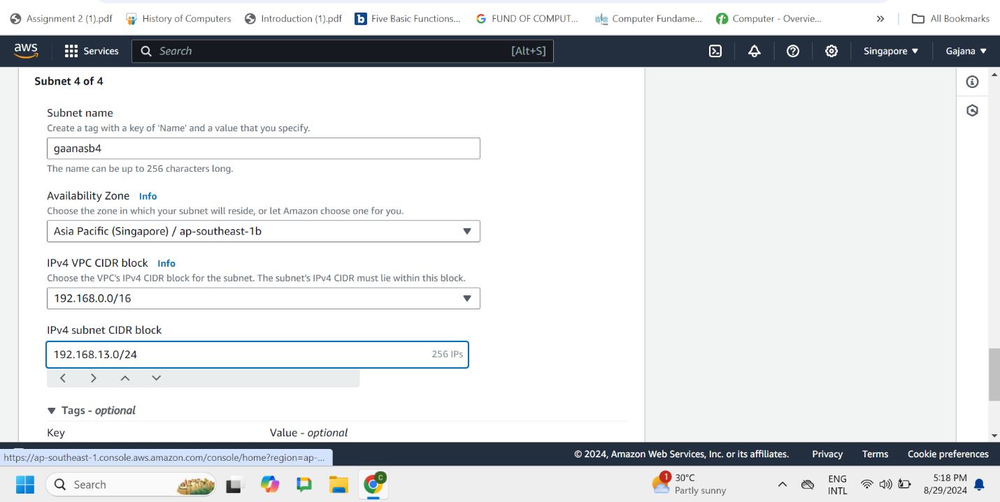 Assignment 2 (1).pdf History of Computers Introduction (1).pdf b Five Basic Functions... G FUND OF COMPUT... Computer Fundame... Computer - Overvie... » All Bookmarks
aws Services Search [Alt+S] Singapore Gajana
Subnet 4 of 4
Subnet name
Create a tag with a key of 'Name' and a value that you specify.
gaanasb4
The name can be up to 256 characters long.
Availability Zone Info
Choose the zone in which your subnet will reside, or let Amazon choose one for you.
Asia Pacific (Singapore) / ap-southeast-1b
IPv4 VPC CIDR block Info
Choose the VPC's IPv4 CIDR block for the subnet. The subnet's IPv4 CIDR must lie within this block.
192.168.0.0/16
IPv4 subnet CIDR block
192.168.13.0/24 256 IPs
Tags - optional
Key Value - optional
https://ap-southeast-1.console.aws.amazon.com/console/home?region=ap-... © 2024, Amazon Web Services, Inc. or its affiliates. Privacy Terms Cookie preferences
Search C 1 30°C ENG 5:18 PM
Partly sunny INTL 8/29/2024